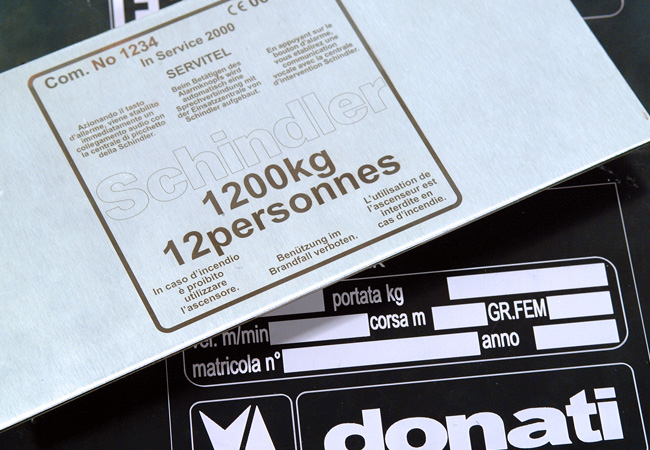 Com. No 1234
In Service 2000
CE
SERVITEL
Azionando il tasto
d'allarme, viene stabilito
immediatamente un
collegamento audio con
la centrale di picchetto
della Schindler.
Beim Betätigen des
Alarmknopfs wird
automatisch eine
Sprechverbindung mit
der Einsatzzentrale von
Schindler aufgebaut.
En appuyant sur le
bouton d'alarme,
vous établirez une
communication
vocale avec la centrale
d'intervention Schindler.
Schindler
1200kg
12personnes
In caso d'incendio
è proibito
utilizzare
l'ascensore.
Benützung im
Brandfall verboten.
L'utilisation de
l'ascenseur est
interdite en
cas d'incendie.
portata kg
vel. m/min
corsa m
GR.FEM
matricola n°
anno
donati